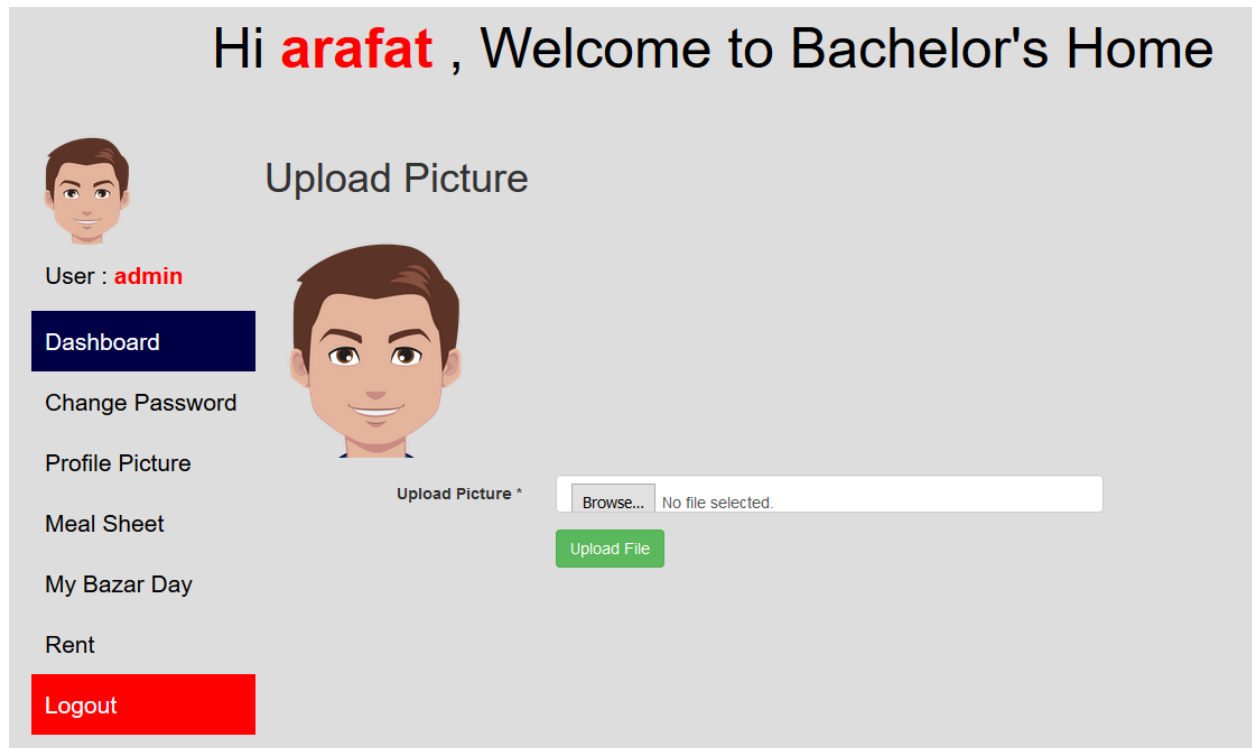 Hi arafat , Welcome to Bachelor's Home
User : admin
Dashboard
Change Password
Profile Picture
Meal Sheet
My Bazar Day
Rent
Logout
Upload Picture
Upload Picture *
Browse... No file selected.
Upload File